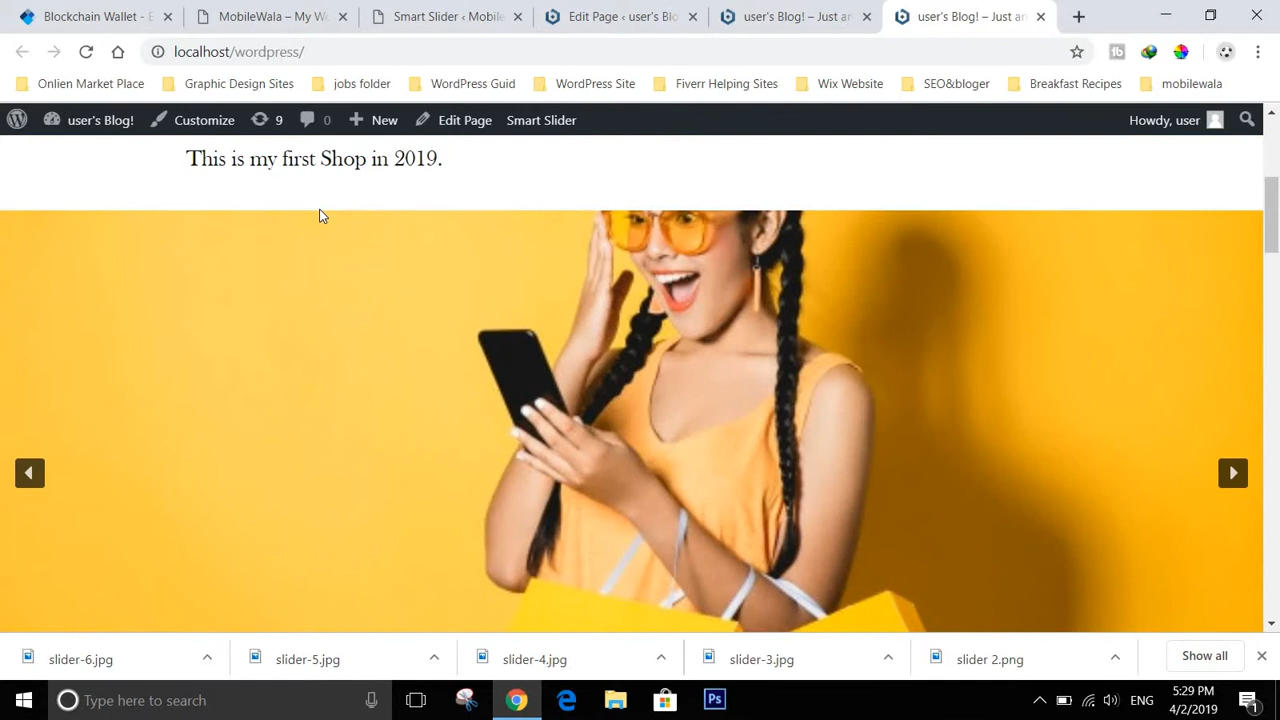 Blockchain Wallet - E
MobileWala – My W
Smart Slider ‹ Mobile
Edit Page ‹ user's Blo
user's Blog! – Just an
user's Blog! – Just an
localhost/wordpress/
Onlien Market Place
Graphic Design Sites
jobs folder
WordPress Guid
WordPress Site
Fiverr Helping Sites
Wix Website
SEO&bloger
Breakfast Recipes
mobilewala
user's Blog!
Customize
9
0
New
Edit Page
Smart Slider
Howdy, user
This is my first Shop in 2019.
slider-6.jpg
slider-5.jpg
slider-4.jpg
slider-3.jpg
slider 2.png
Show all
Type here to search
Ps
ENG
5:29 PM
4/2/2019
1